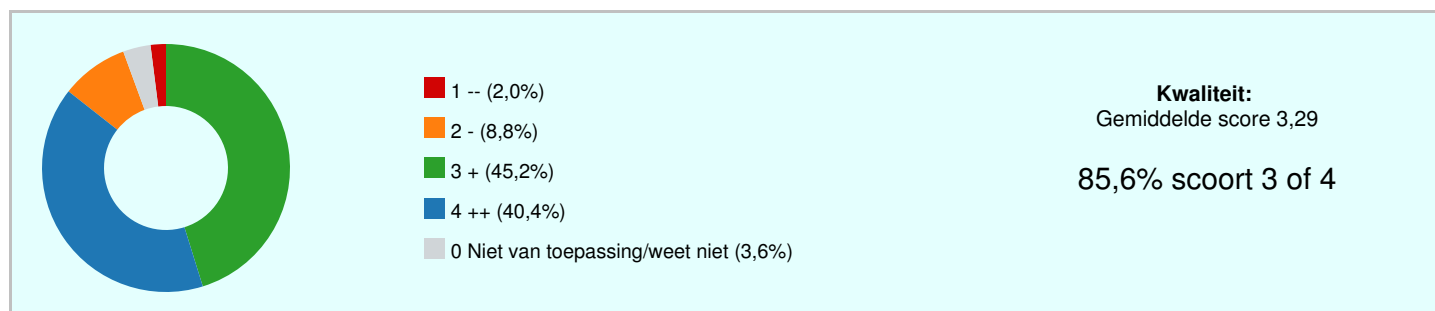 1 -- (2,0%)
2 - (8,8%)
3 + (45,2%)
4 ++ (40,4%)
0 Niet van toepassing/weet niet (3,6%)
Kwaliteit:
Gemiddelde score 3,29
85,6% scoort 3 of 4